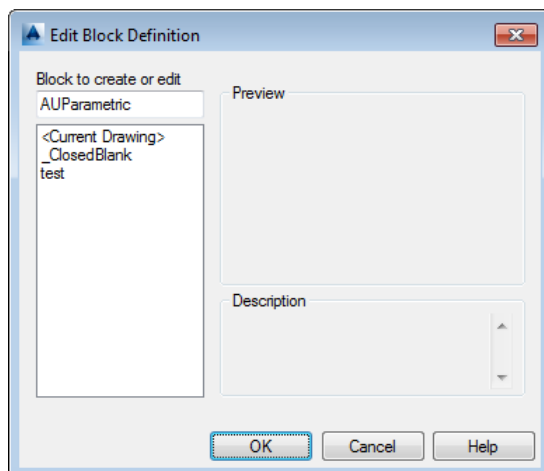 Edit Block Definition
Block to create or edit
AUParametric
<Current Drawing>
_ClosedBlank
test
Preview
Description
OK
Cancel
Help